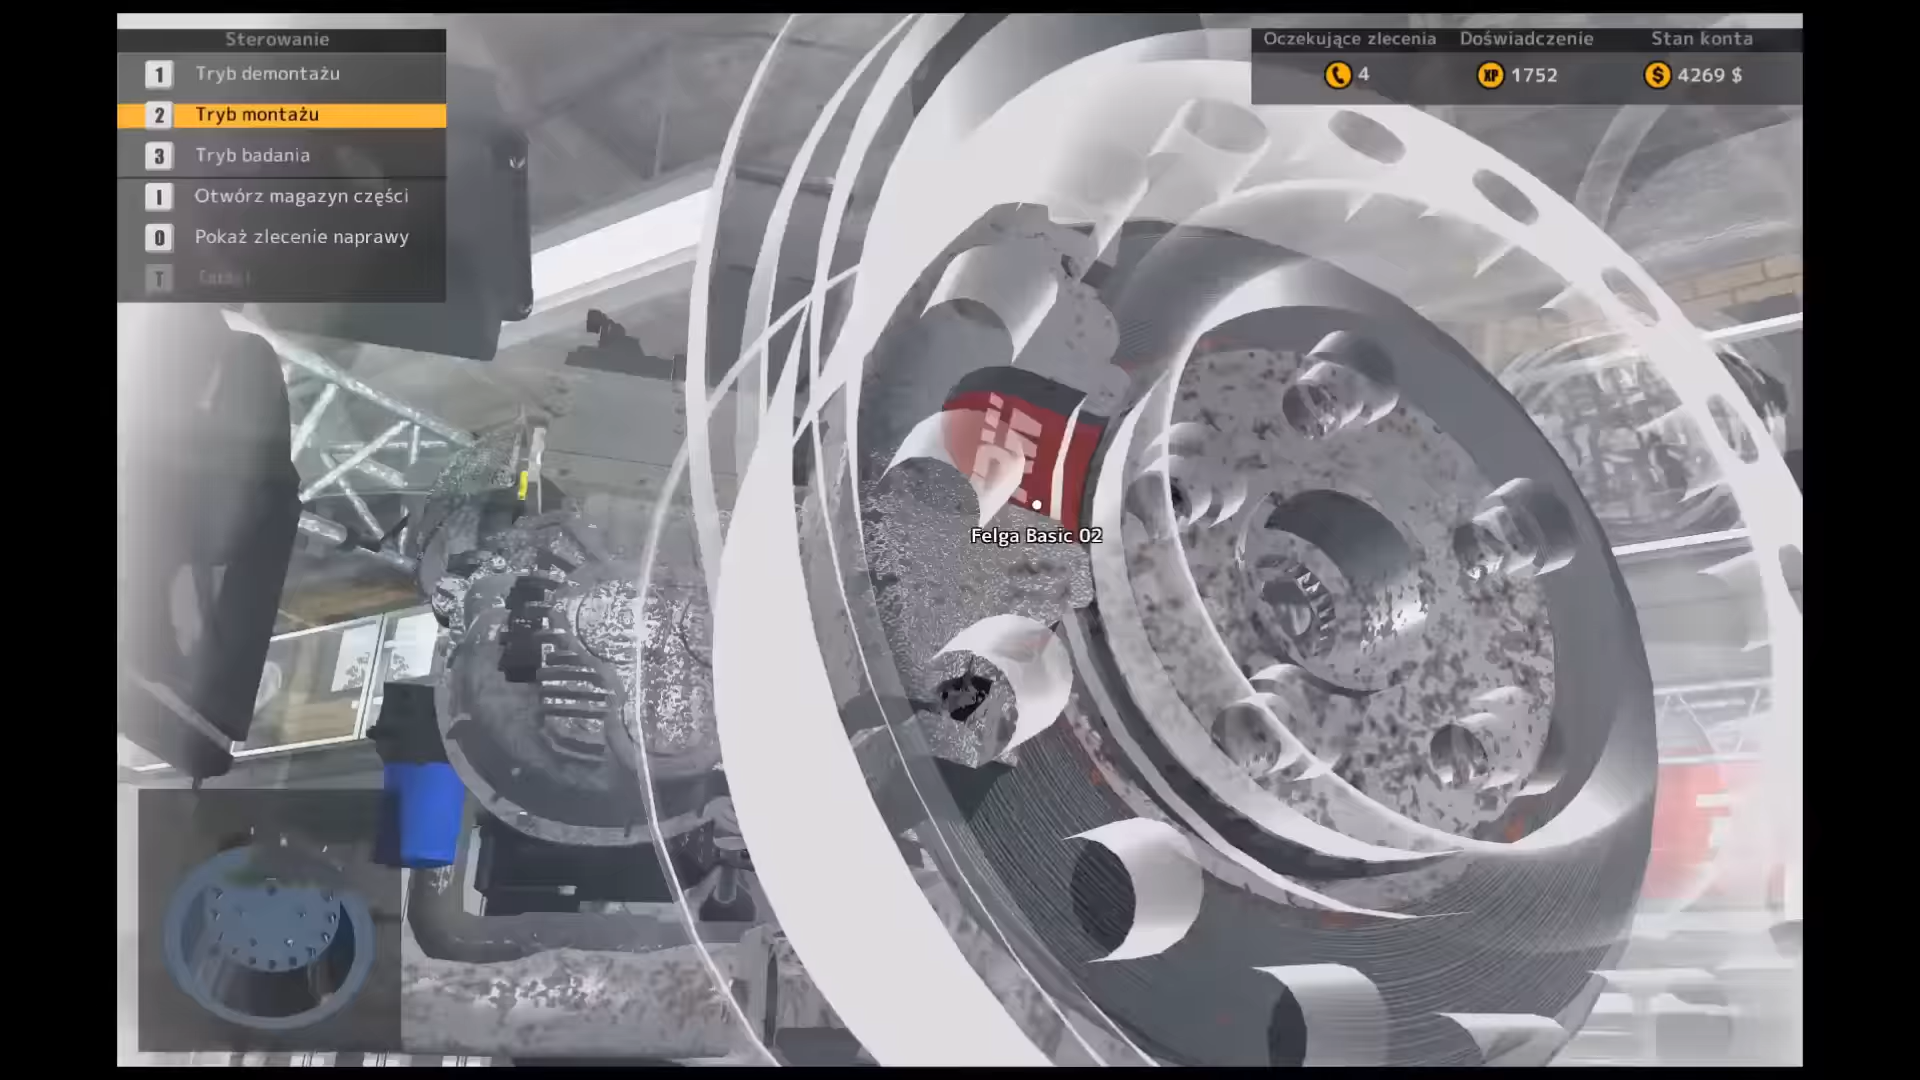 Sterowanie
1 Tryb demontażu
2 Tryb montażu
3 Tryb badania
I Otwórz magazyn części
O Pokaż zlecenie naprawy
T
Oczekujące zlecenia Doświadczenie Stan konta
4 XP 1752 $ 4269 $
Felga Basic 02